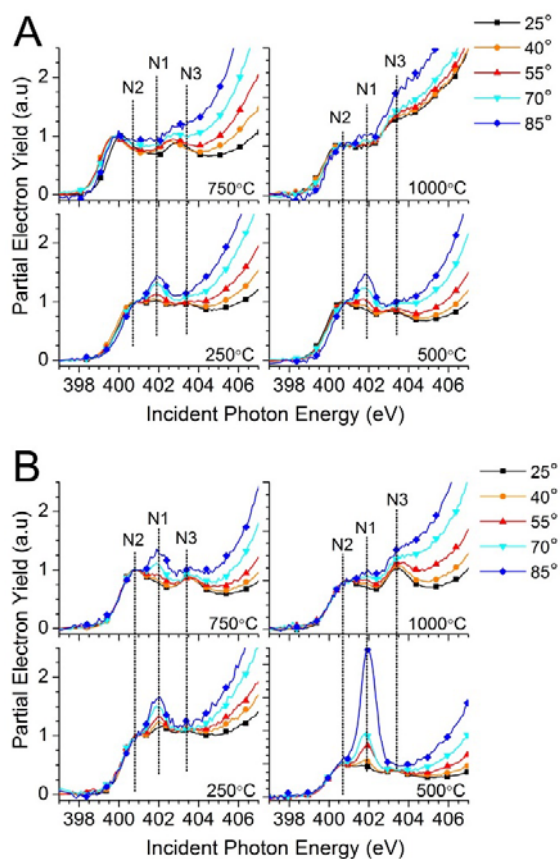 A
N2
N1
N3
N2
N1
N3
25°
40°
55°
70°
85°
Partial Electron Yield (a.u)
2
1
0
750°C
1000°C
2
1
0
250°C
500°C
398 400 402 404 406
398 400 402 404 406
Incident Photon Energy (eV)
B
N2
N1
N3
N2
N1
N3
25°
40°
55°
70°
85°
Partial Electron Yield (a.u)
2
1
0
750°C
1000°C
2
1
0
250°C
500°C
398 400 402 404 406
398 400 402 404 406
Incident Photon Energy (eV)